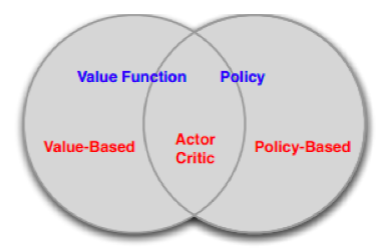 Value Function Policy
Value-Based
Actor
Critic
Policy-Based